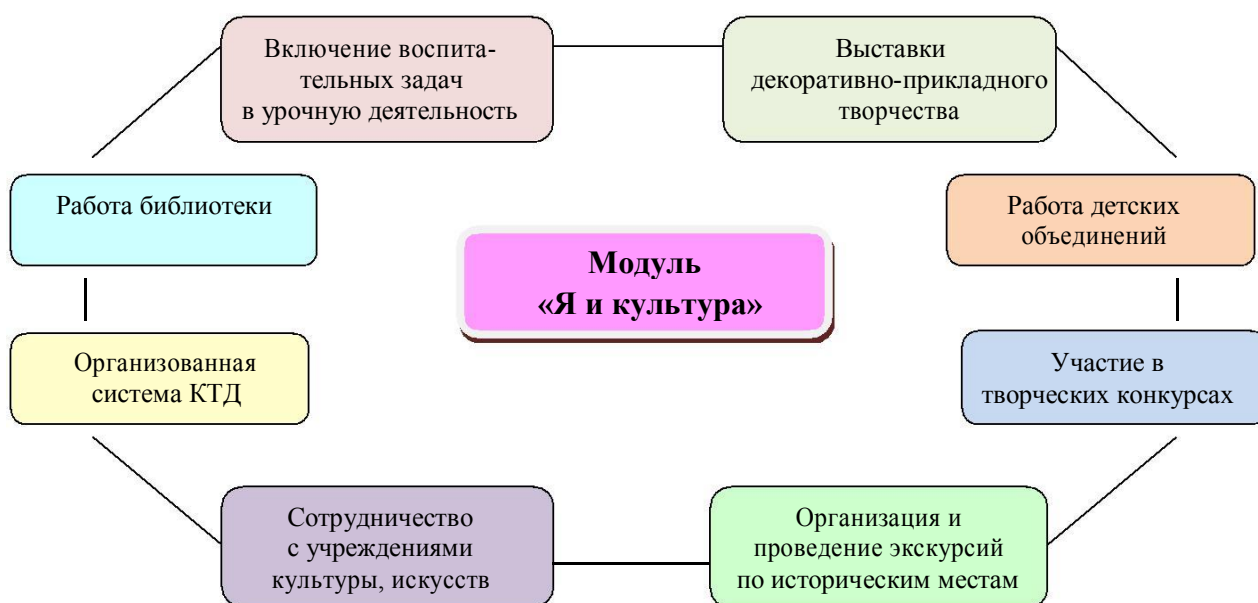 Включение воспита-
тельных задач
в урочную деятельность
Выставки
декоративно-прикладного
творчества
Работа библиотеки
Работа детских
объединений
Модуль
«Я и культура»
Организованная
система КТД
Участие в
творческих конкурсах
Сотрудничество
с учреждениями
культуры, искусств
Организация и
проведение экскурсий
по историческим местам